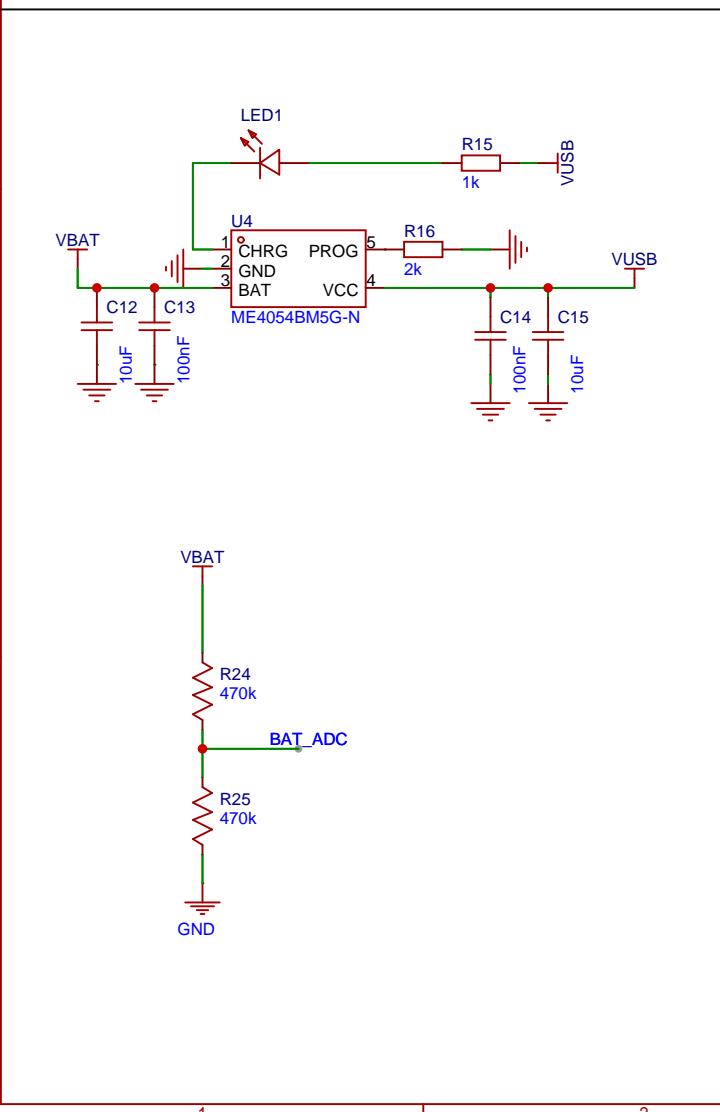 LED1
R15
1k
VUSB
U4
VBAT
1
CHRG
2
GND
3
BAT
PROG
5
VCC
4
ME4054BM5G-N
R16
2k
VUSB
C12
10uF
C13
100nF
C14
100nF
C15
10uF
VBAT
R24
470k
BAT_ADC
R25
470k
GND
1